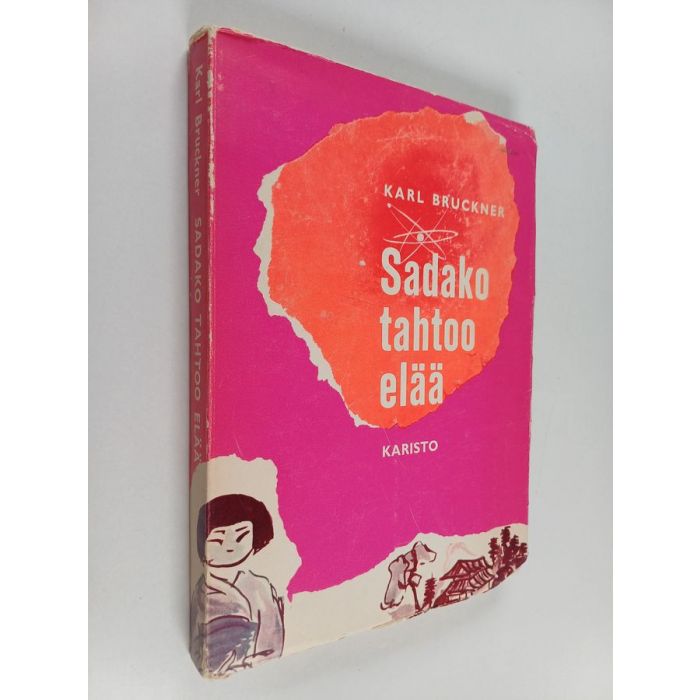 Karl Bruckner SADAKO TAHTOO ELÄÄ
KARL BRUCKNER
Sadako
tahtoo
elää
KARISTO